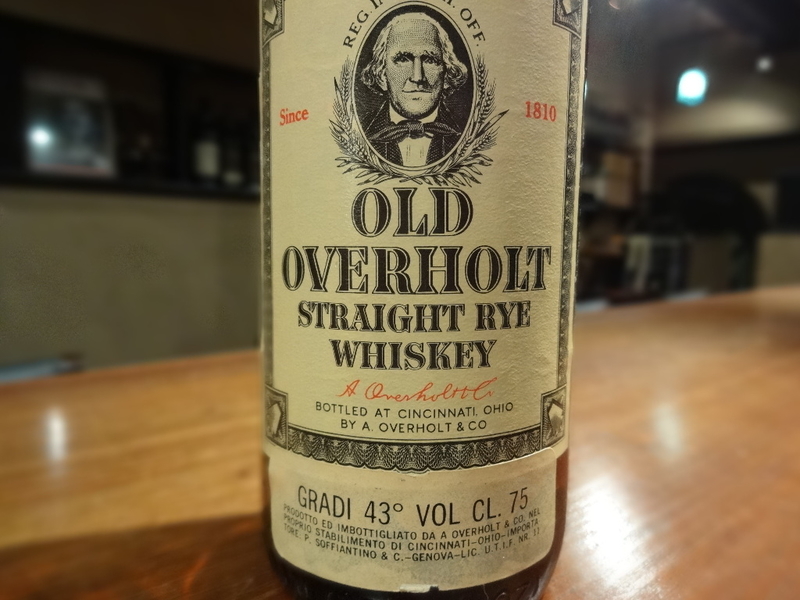 REG. OFF.
Since 1810
OLD
OVERHOLT
STRAIGHT RYE
WHISKEY
A Overholt & Co
BOTTLED AT CINCINNATI, OHIO
BY A. OVERHOLT & CO
GRADI 43° VOL CL. 75
PRODOTTO ED IMBOTTIGLIATO DA A OVERHOLT & CO. NEL
PROPRIO STABILIMENTO DI CINCINNATI-OHIO-IMPORTA
TORE. P. SOFFIANTINO & C.-GENOVA-LIC. U.T.I.F. NR. 11